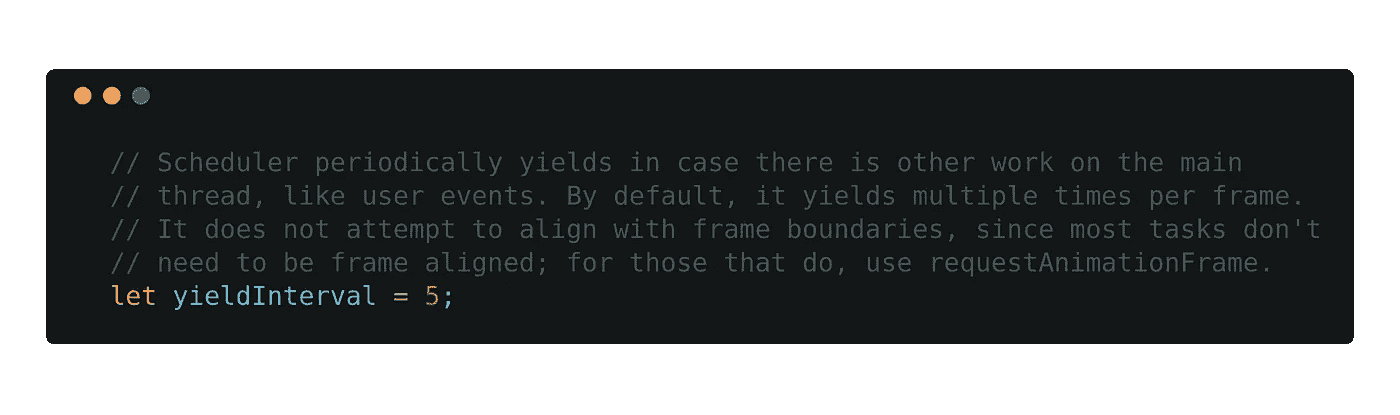 // Scheduler periodically yields in case there is other work on the main
// thread, like user events. By default, it yields multiple times per frame.
// It does not attempt to align with frame boundaries, since most tasks don't
// need to be frame aligned; for those that do, use requestAnimationFrame.
let yieldInterval = 5;